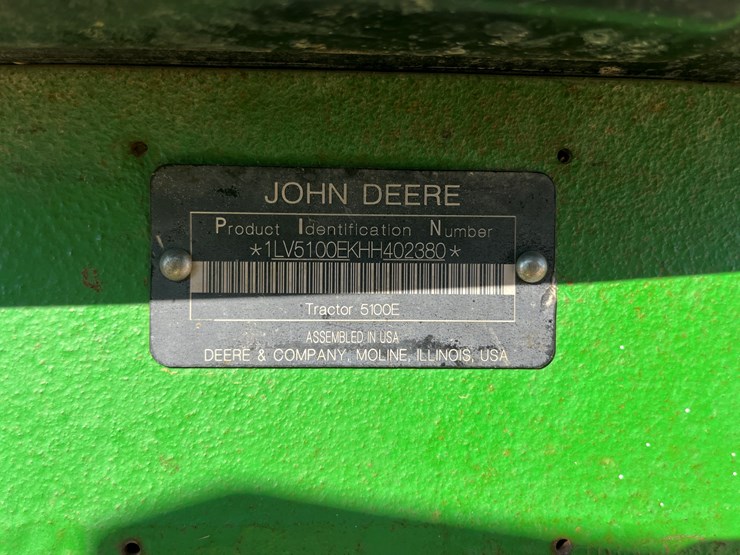 JOHN DEERE
Product Identification Number
*1LV5100EKHH402380*
Tractor 5100E
ASSEMBLED IN USA
DEERE & COMPANY, MOLINE, ILLINOIS, USA